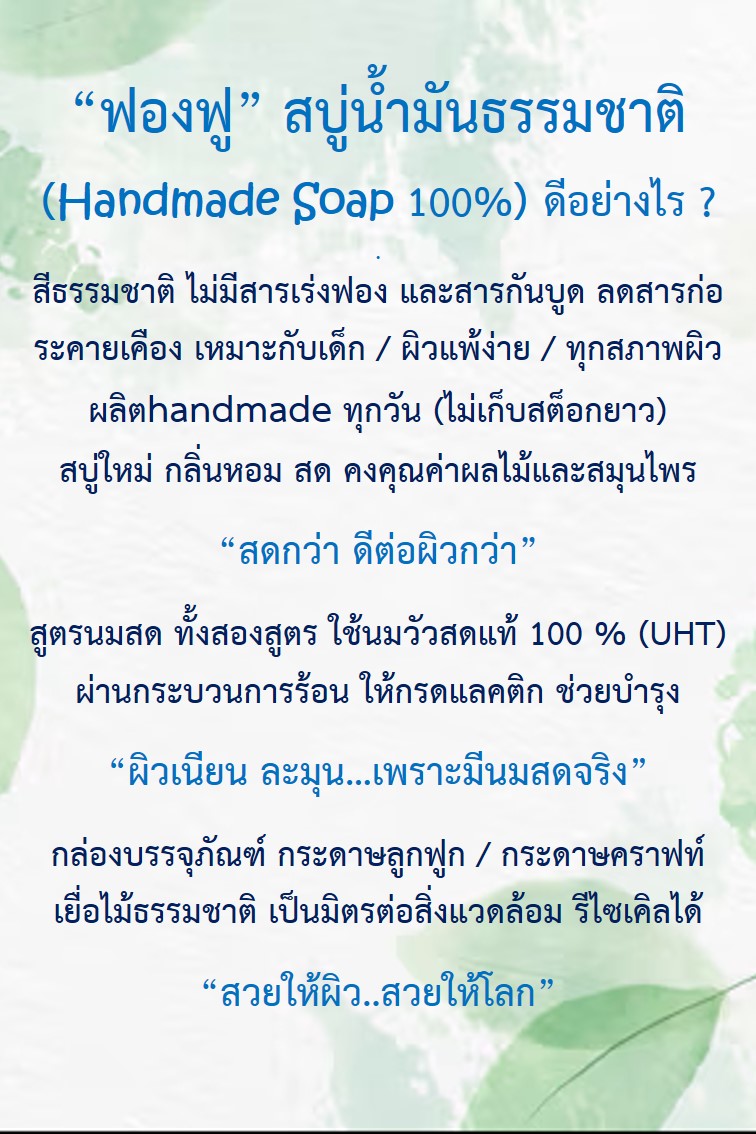 “ฟองฟู” สบู่น้ำมันธรรมชาติ
(Handmade Soap 100%) ดีอย่างไร ?
.
สีธรรมชาติ ไม่มีสารเร่งฟอง และสารกันบูด ลดสารก่อ
ระคายเคือง เหมาะกับเด็ก / ผิวแพ้ง่าย / ทุกสภาพผิว
ผลิตhandmade ทุกวัน (ไม่เก็บสต็อกยาว)
สบู่ใหม่ กลิ่นหอม สด คงคุณค่าผลไม้และสมุนไพร
“สดกว่า ดีต่อผิวกว่า”
สูตรนมสด ทั้งสองสูตร ใช้นมวัวสดแท้ 100 % (UHT)
ผ่านกระบวนการร้อน ให้กรดแลคติก ช่วยบำรุง
“ผิวเนียน ละมุน...เพราะมีนมสดจริง”
กล่องบรรจุภัณฑ์ กระดาษลูกฟูก / กระดาษคราฟท์
เยื่อไม้ธรรมชาติ เป็นมิตรต่อสิ่งแวดล้อม รีไซเคิลได้
“สวยให้ผิว..สวยให้โลก”